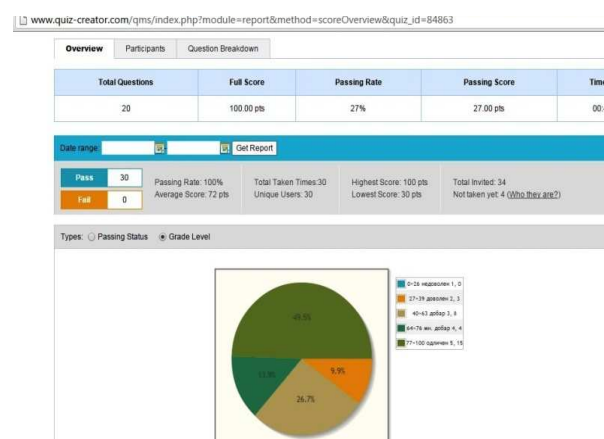 www.quiz-creator.com/qms/index.php?module=report&method=scoreOverview&quiz_id=84863
Overview Participants Question Breakdown
Total Questions Full Score Passing Rate Passing Score Time
20 100.00 pts 27% 27.00 pts 00:
Date range: - Get Report
Pass 30
Fail 0
Passing Rate: 100% Total Taken Times:30 Highest Score: 100 pts Total Invited: 34
Average Score: 72 pts Unique Users: 30 Lowest Score: 30 pts Not taken yet: 4 (Who they are?)
Types: Passing Status Grade Level
0~26 недоволен 1, 0
27~39 доволен 2, 3
40~63 добар 3, 8
64~76 мн. добар 4, 4
77~100 одличен 5, 15
49.5%
9.9%
26.7%